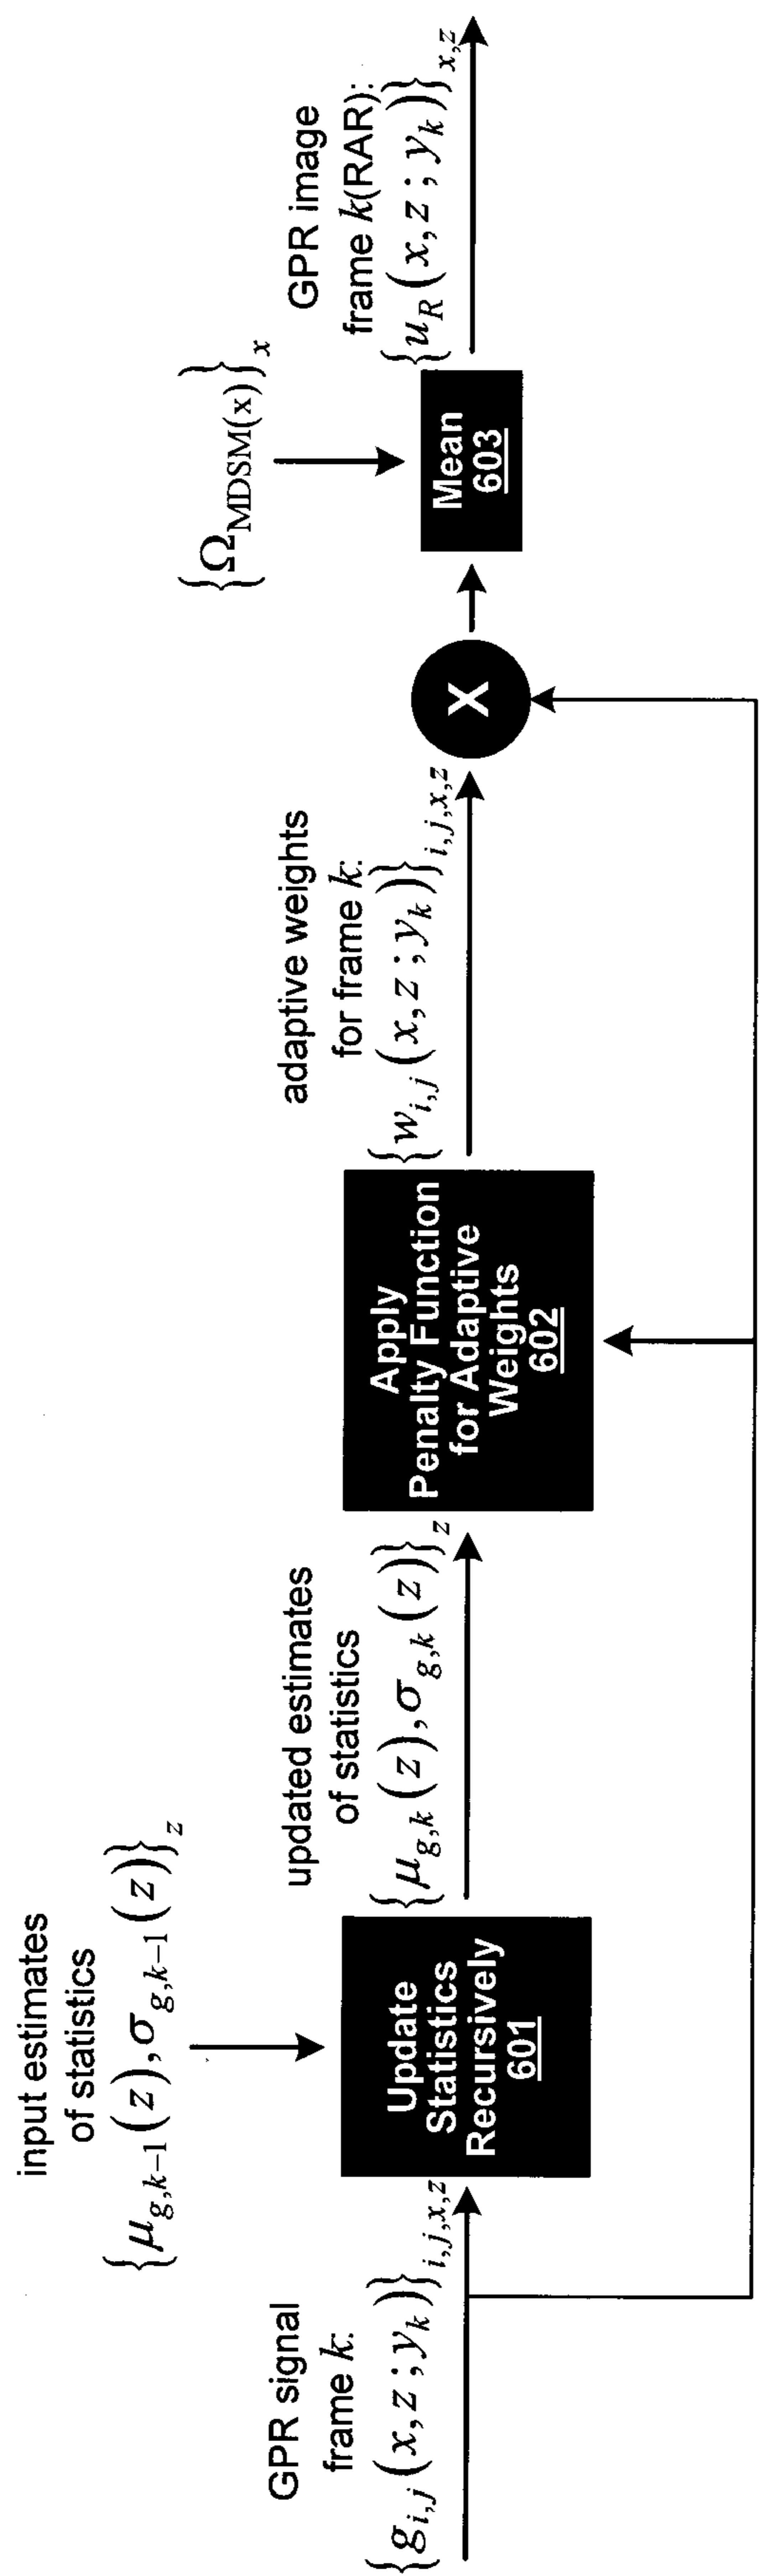 GPR signal
frame k:
{g_{i,j}(x,z;y_k)}_{i,j,x,z}
input estimates
of statistics
{μ_{g,k−1}(z),σ_{g,k−1}(z)}_z
Update
Statistics
Recursively
601
updated estimates
of statistics
{μ_{g,k}(z),σ_{g,k}(z)}_z
Apply
Penalty Function
for Adaptive
Weights
602
adaptive weights
for frame k:
{w_{i,j}(x,z;y_k)}_{i,j,x,z}
X
{Ω_{MDSM(x)}}_x
Mean
603
GPR image
frame k(RAR):
{u_R(x,z;y_k)}_{x,z}